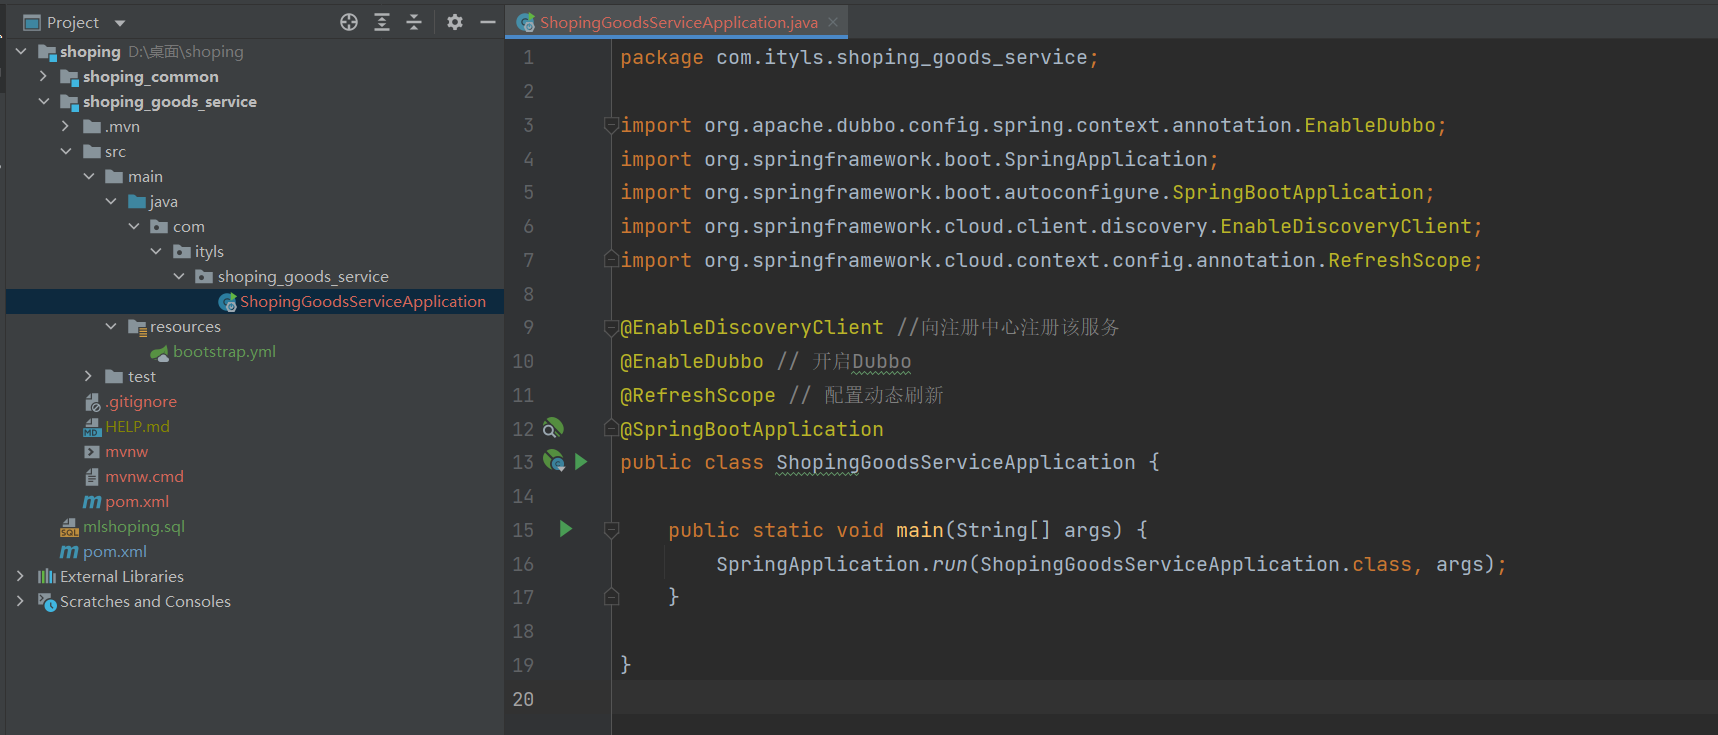 Project
shoping D:\桌面\shoping
shoping_common
shoping_goods_service
.mvn
src
main
java
com
ityls
shoping_goods_service
ShopingGoodsServiceApplication
resources
bootstrap.yml
test
.gitignore
HELP.md
mvnw
mvnw.cmd
pom.xml
mlshoping.sql
pom.xml
External Libraries
Scratches and Consoles
ShopingGoodsServiceApplication.java
1 package com.ityls.shoping_goods_service;
2
3 import org.apache.dubbo.config.spring.context.annotation.EnableDubbo;
4 import org.springframework.boot.SpringApplication;
5 import org.springframework.boot.autoconfigure.SpringBootApplication;
6 import org.springframework.cloud.client.discovery.EnableDiscoveryClient;
7 import org.springframework.cloud.context.config.annotation.RefreshScope;
8
9 @EnableDiscoveryClient //向注册中心注册该服务
10 @EnableDubbo // 开启Dubbo
11 @RefreshScope // 配置动态刷新
12 @SpringBootApplication
13 public class ShopingGoodsServiceApplication {
14
15 public static void main(String[] args) {
16 SpringApplication.run(ShopingGoodsServiceApplication.class, args);
17 }
18
19 }
20